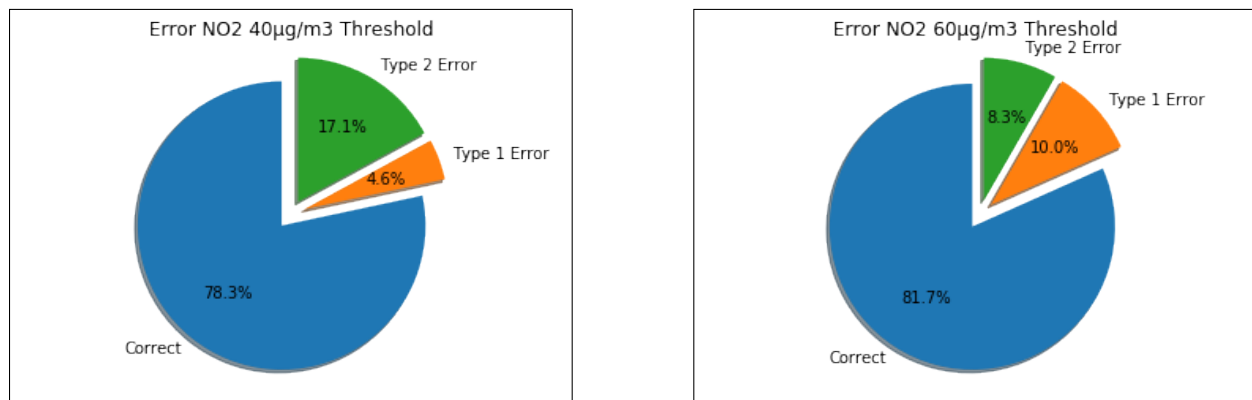 Error NO2 40µg/m3 Threshold
Type 2 Error
17.1%
Type 1 Error
4.6%
78.3%
Correct
Error NO2 60µg/m3 Threshold
Type 2 Error
8.3%
Type 1 Error
10.0%
81.7%
Correct